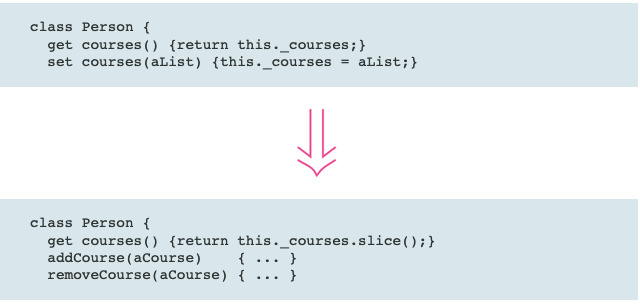 class Person {
  get courses() {return this._courses;}
  set courses(aList) {this._courses = aList;}
class Person {
  get courses() {return this._courses.slice();}
  addCourse(aCourse)    { ... }
  removeCourse(aCourse) { ... }